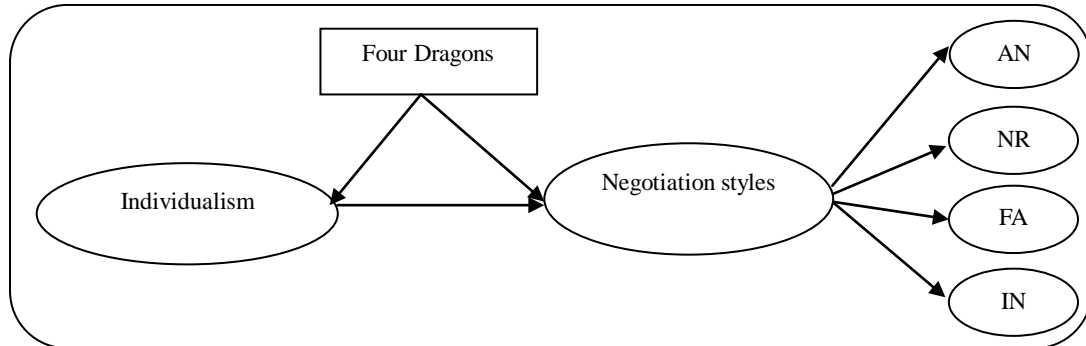 Four Dragons
Individualism
Negotiation styles
AN
NR
FA
IN